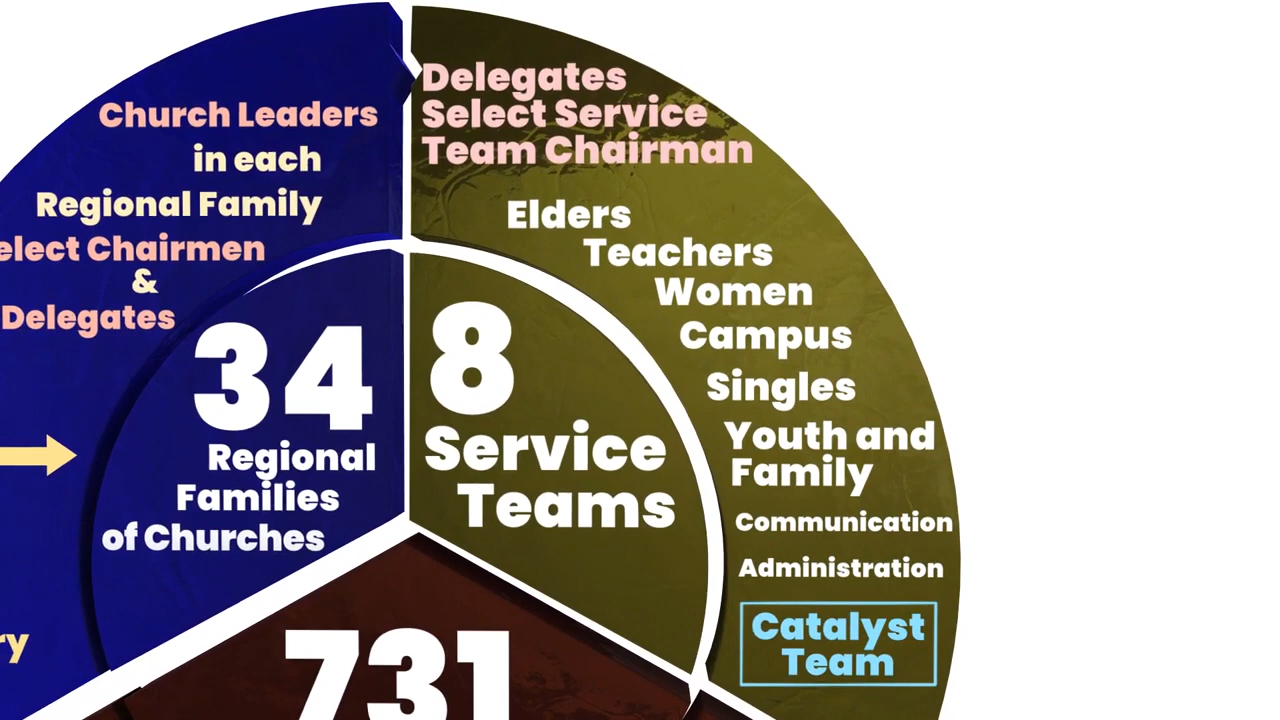 Church Leaders
in each
Regional Family
elect Chairmen
&
Delegates
34
Regional
Families
of Churches
ry
Delegates
Select Service
Team Chairman
Elders
Teachers
Women
Campus
Singles
Youth and
Family
Communication
Administration
Catalyst
Team
8
Service
Teams
731